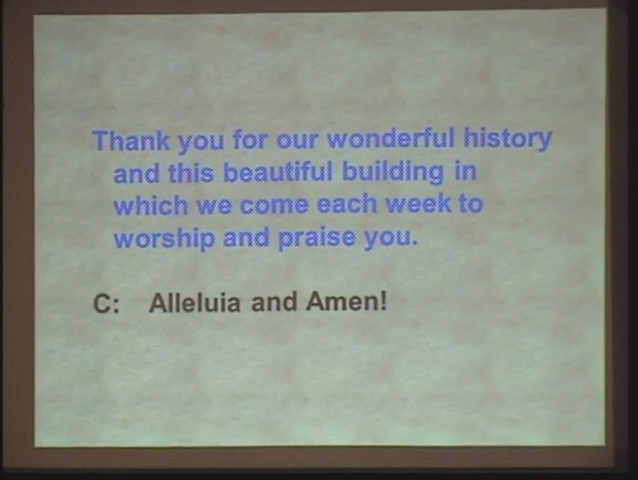 Thank you for our wonderful history
and this beautiful building in
which we come each week to
worship and praise you.
C: Alleluia and Amen!